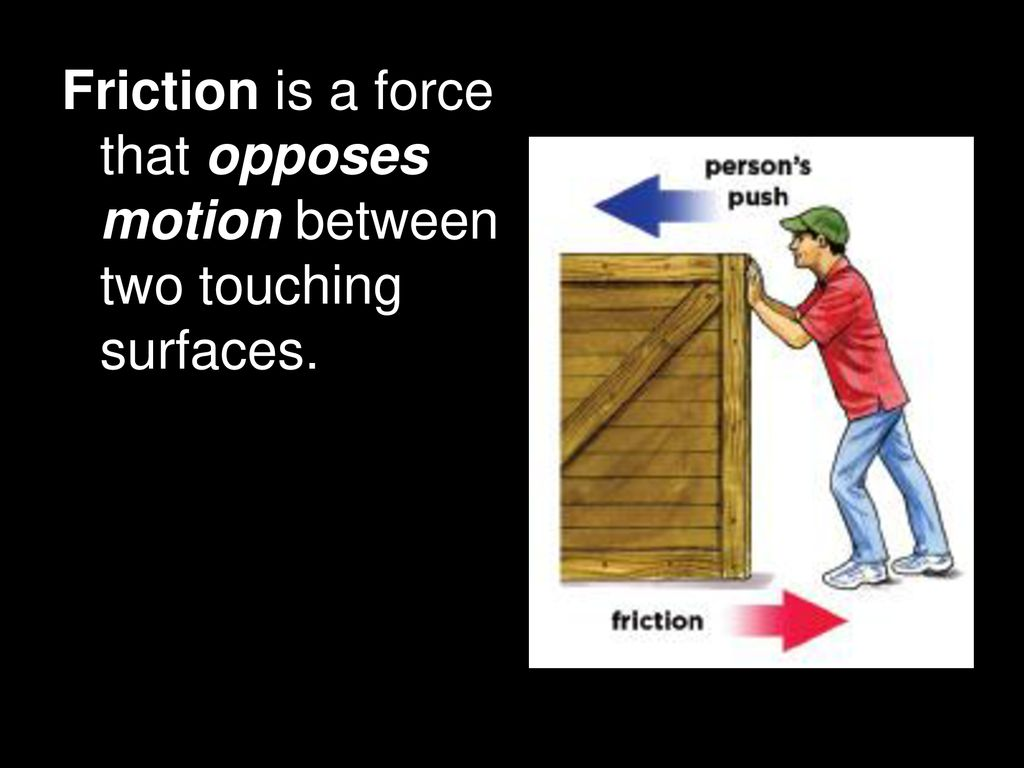 Friction is a force
that opposes
motion between
two touching
surfaces.
person's
push
friction